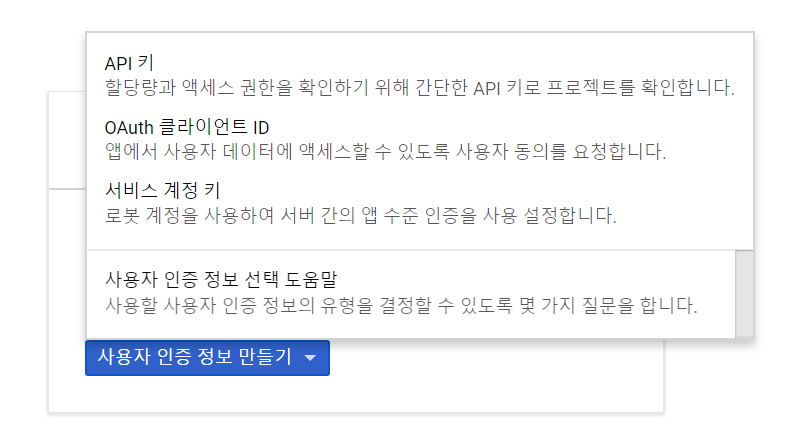 API 키
할당량과 액세스 권한을 확인하기 위해 간단한 API 키로 프로젝트를 확인합니다.
OAuth 클라이언트 ID
앱에서 사용자 데이터에 액세스할 수 있도록 사용자 동의를 요청합니다.
서비스 계정 키
로봇 계정을 사용하여 서버 간의 앱 수준 인증을 사용 설정합니다.
사용자 인증 정보 선택 도움말
사용할 사용자 인증 정보의 유형을 결정할 수 있도록 몇 가지 질문을 합니다.
사용자 인증 정보 만들기